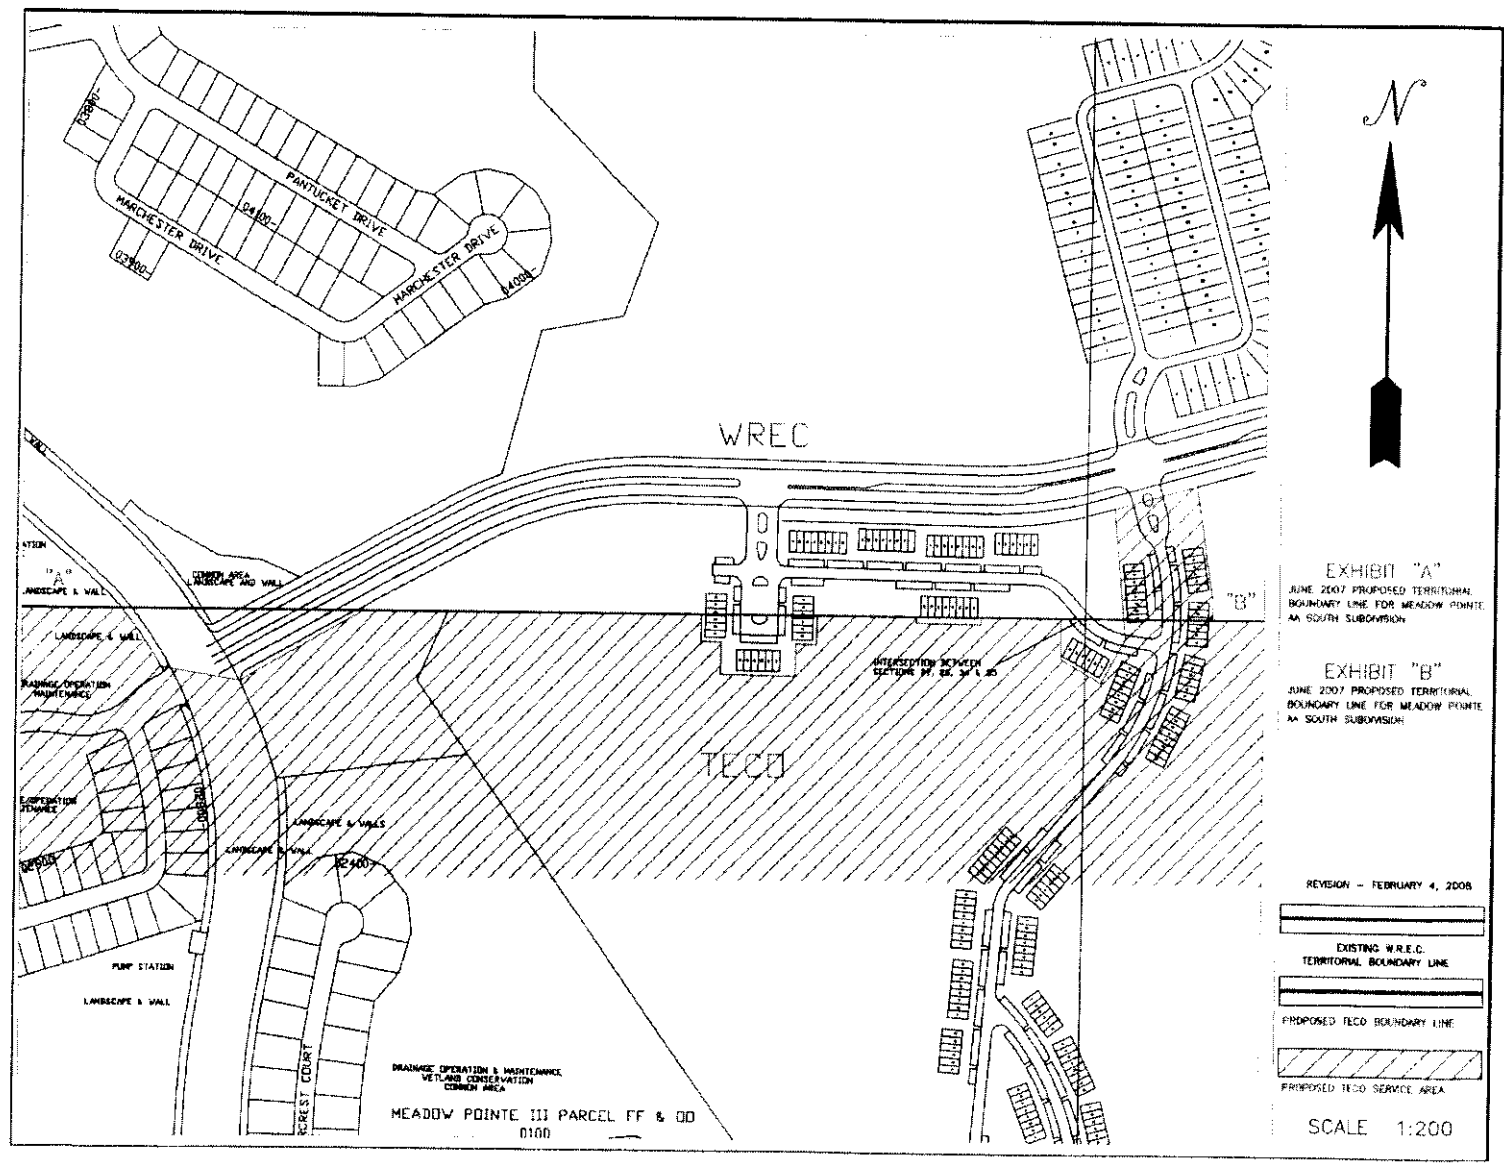 N
03800-
PANTUCKET DRIVE
04100-
MARCHESTER DRIVE
03900-
MARCHESTER DRIVE
04000-
WREC
WALL
"A"
LANDSCAPE & WALL
COMMON AREA
LANDSCAPE AND WALL
"B"
LANDSCAPE & WALL
DRAINAGE/OPERATION
MAINTENANCE
INTERSECTION BETWEEN
TECO
LANDSCAPE & WALLS
LANDSCAPE & WALL
02400-
PUMP STATION
LANDSCAPE & WALL
RCREST COURT
DRAINAGE OPERATION & MAINTENANCE
WETLAND CONSERVATION
COMMON AREA
MEADOW POINTE III PARCEL FF & OO
0100
EXHIBIT "A"
JUNE 2007 PROPOSED TERRITORIAL
BOUNDARY LINE FOR MEADOW POINTE
AA SOUTH SUBDIVISION
EXHIBIT "B"
JUNE 2007 PROPOSED TERRITORIAL
BOUNDARY LINE FOR MEADOW POINTE
AA SOUTH SUBDIVISION
REVISION - FEBRUARY 4, 2008
EXISTING W.R.E.C.
TERRITORIAL BOUNDARY LINE
PROPOSED TECO BOUNDARY LINE
PROPOSED TECO SERVICE AREA
SCALE 1:200